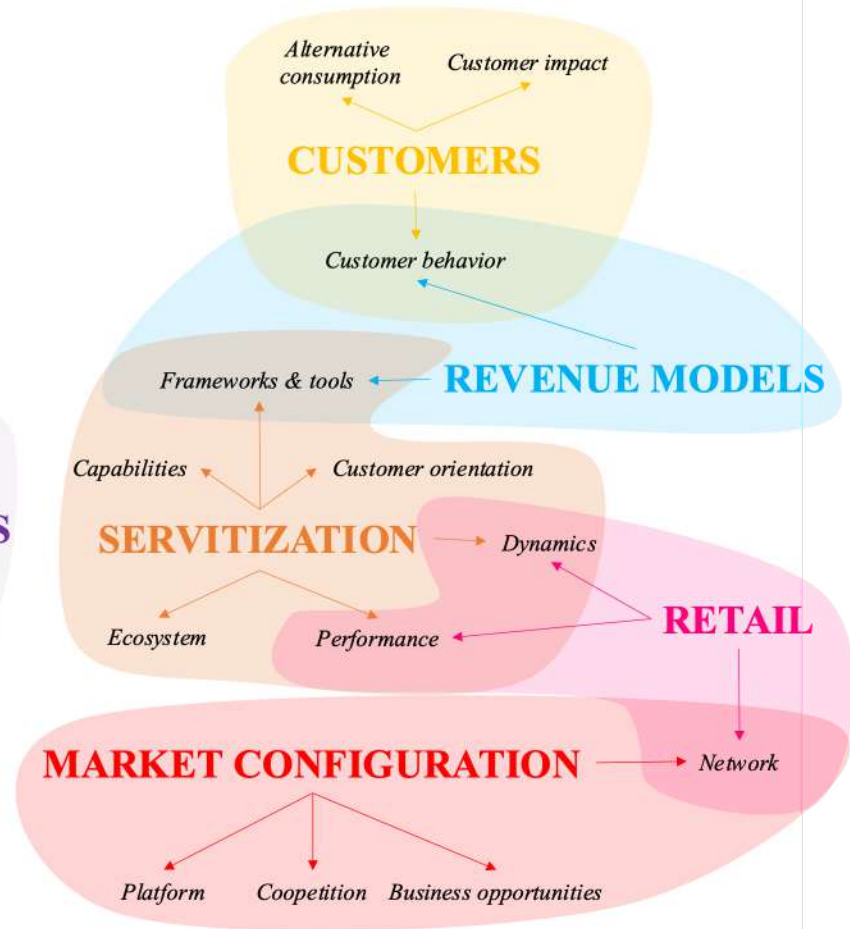 Alternative
consumption
Customer impact
CUSTOMERS
Customer behavior
Frameworks & tools
REVENUE MODELS
Capabilities
Customer orientation
S
SERVITIZATION
Dynamics
RETAIL
Ecosystem
Performance
MARKET CONFIGURATION
Network
Platform
Coopetition
Business opportunities